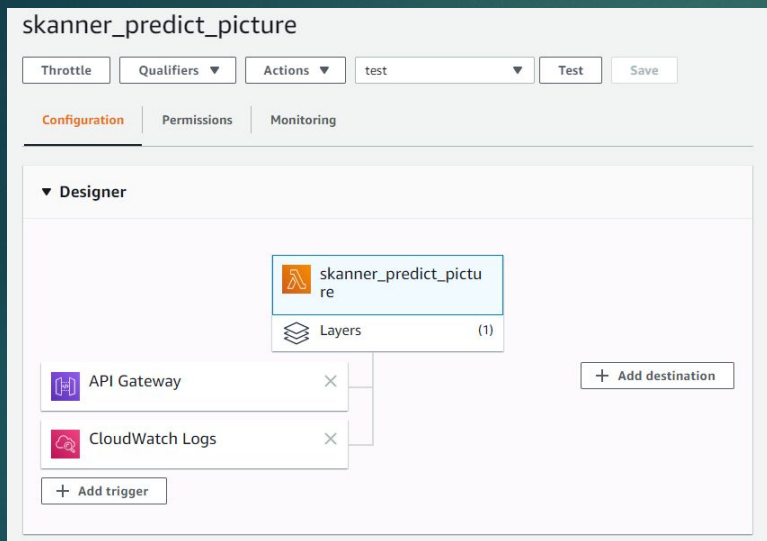 skanner_predict_picture
Throttle Qualifiers Actions test Test Save
Configuration Permissions Monitoring
Designer
skanner_predict_pictu
re
Layers (1)
API Gateway
+ Add destination
CloudWatch Logs
+ Add trigger